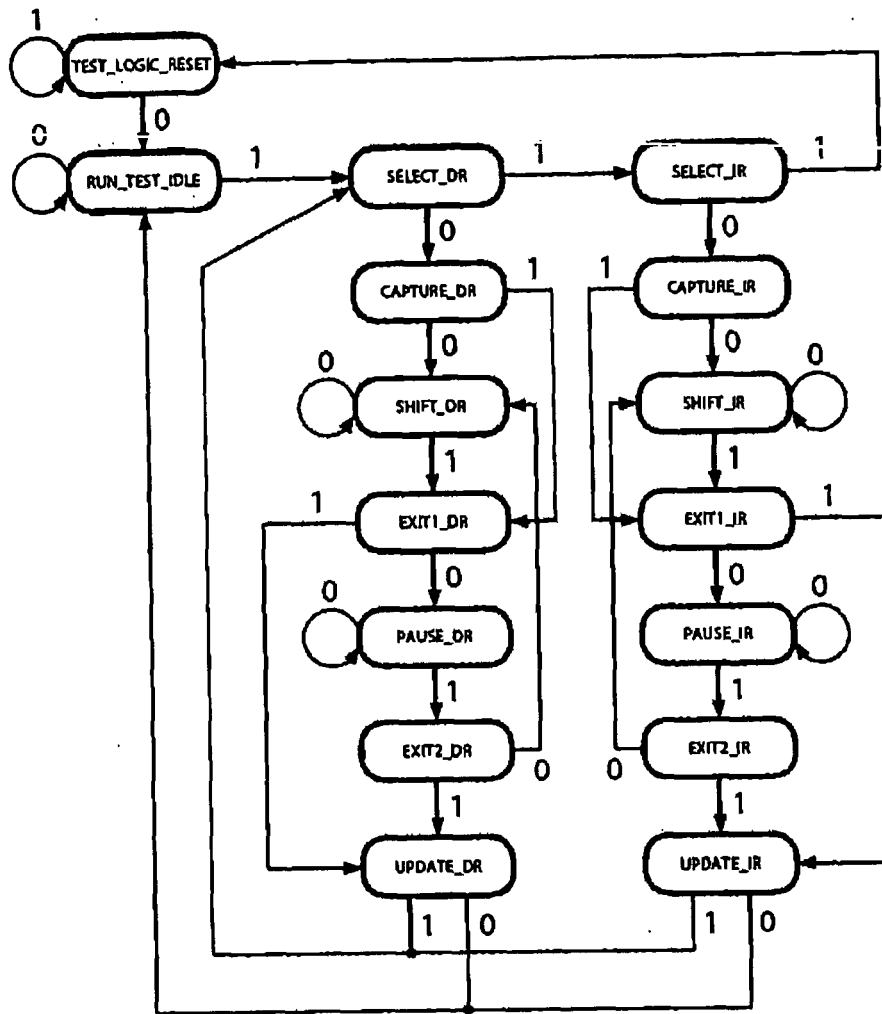 1
TEST_LOGIC_RESET
0
0
RUN_TEST_IDLE
1
SELECT_DR
1
SELECT_IR
1
0
0
CAPTURE_DR
1
1
CAPTURE_IR
0
0
0
SHIFT_DR
SHIFT_IR
0
1
1
1
EXIT1_DR
EXIT1_IR
1
0
0
0
PAUSE_DR
PAUSE_IR
0
1
1
EXIT2_DR
0
0
EXIT2_IR
1
1
UPDATE_DR
UPDATE_IR
1
0
1
0